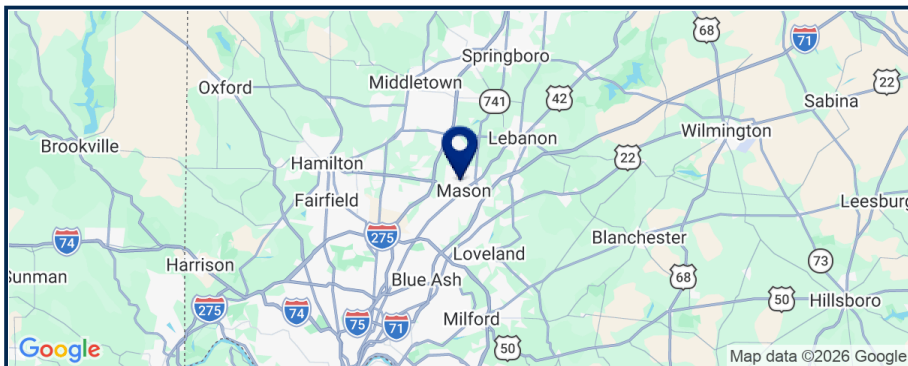 68
71
Springboro
Middletown
Oxford
22
741
42
Sabina
Lebanon
Wilmington
Brookville
Hamilton
22
Mason
Fairfield
Leesburg
275
74
Blanchester
Loveland
73
Harrison
Sunman
Blue Ash
68
275
74
50
Hillsboro
75
71
Milford
50
Google
Map data ©2026 Google